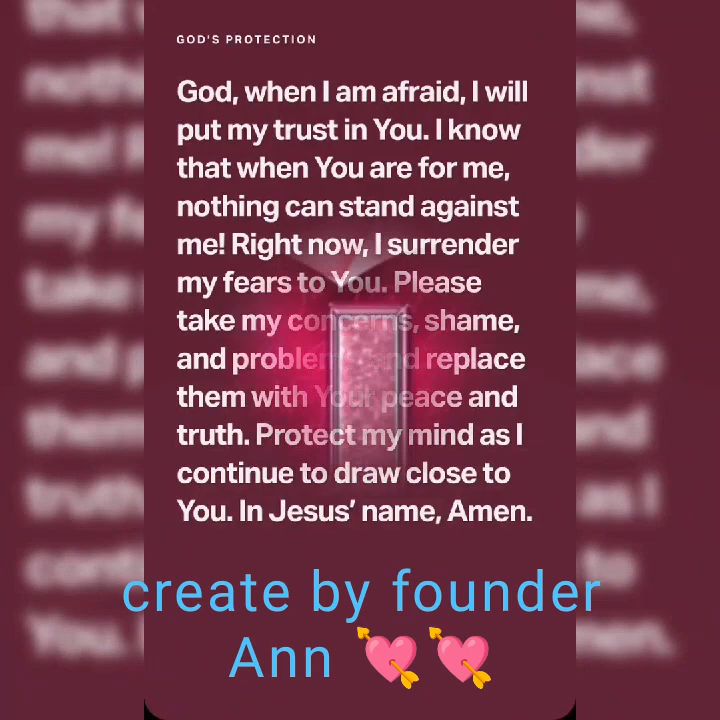 GOD'S PROTECTION
God, when I am afraid, I will
put my trust in You. I know
that when You are for me,
nothing can stand against
me! Right now, I surrender
my fears to You. Please
take my concerns, shame,
and problems, and replace
them with Your peace and
truth. Protect my mind as I
continue to draw close to
You. In Jesus’ name, Amen.
create by founder
Ann 💘💘